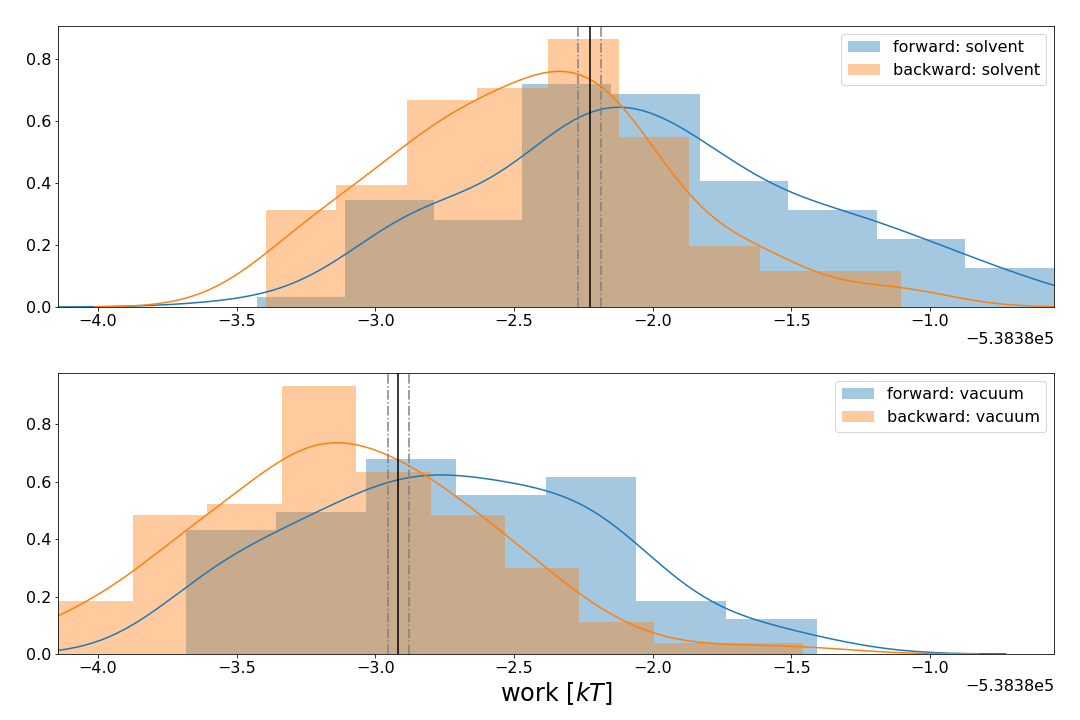 0.8
0.6
0.4
0.2
0.0
forward: solvent
backward: solvent
−4.0 −3.5 −3.0 −2.5 −2.0 −1.5 −1.0
−5.3838e5
0.8
0.6
0.4
0.2
0.0
forward: vacuum
backward: vacuum
−4.0 −3.5 −3.0 −2.5 −2.0 −1.5 −1.0
−5.3838e5
work [kT]